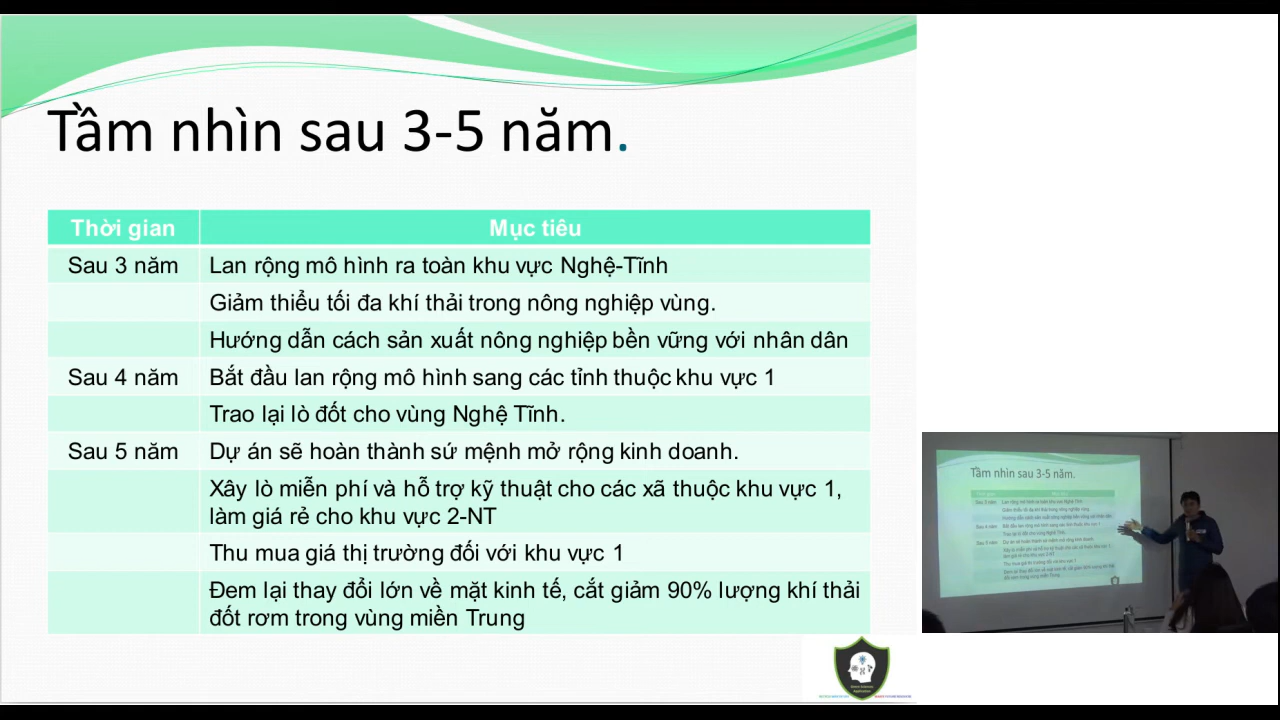 Tầm nhìn sau 3-5 năm.
Thời gian Mục tiêu
Sau 3 năm Lan rộng mô hình ra toàn khu vực Nghệ-Tĩnh
Giảm thiểu tối đa khí thải trong nông nghiệp vùng.
Hướng dẫn cách sản xuất nông nghiệp bền vững với nhân dân
Sau 4 năm Bắt đầu lan rộng mô hình sang các tỉnh thuộc khu vực 1
Trao lại lò đốt cho vùng Nghệ Tĩnh.
Sau 5 năm Dự án sẽ hoàn thành sứ mệnh mở rộng kinh doanh.
Xây lò miễn phí và hỗ trợ kỹ thuật cho các xã thuộc khu vực 1,
làm giá rẻ cho khu vực 2-NT
Thu mua giá thị trường đối với khu vực 1
Đem lại thay đổi lớn về mặt kinh tế, cắt giảm 90% lượng khí thải
đốt rơm trong vùng miền Trung
Tầm nhìn sau 3-5 năm.